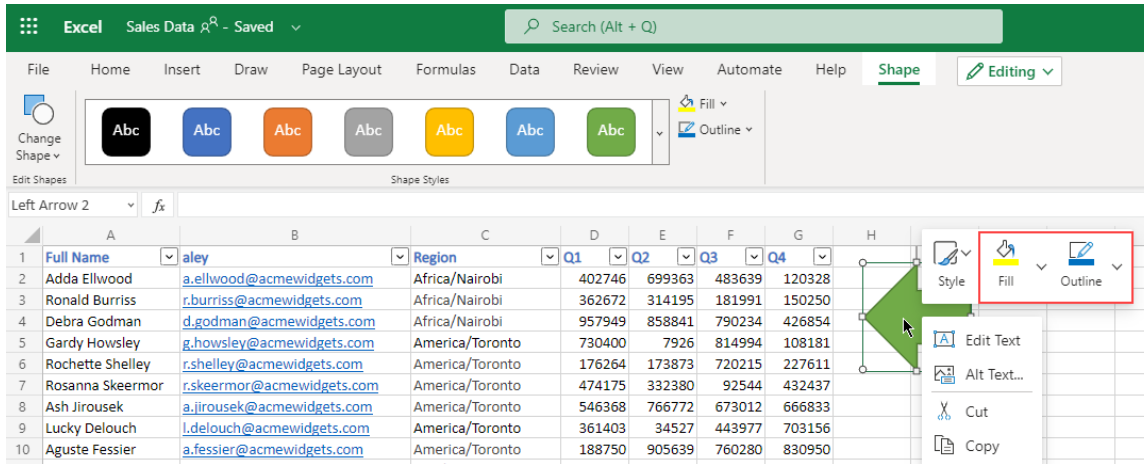 Excel Sales Data - Saved Search (Alt + Q)
File Home Insert Draw Page Layout Formulas Data Review View Automate Help Shape Editing
Change Shape
Abc Abc Abc Abc Abc Abc Abc
Fill
Outline
Edit Shapes Shape Styles
Left Arrow 2 fx
A B C D E F G H
1 Full Name aley Region Q1 Q2 Q3 Q4
2 Adda Ellwood a.ellwood@acmewidgets.com Africa/Nairobi 402746 699363 483639 120328
3 Ronald Burriss r.burriss@acmewidgets.com Africa/Nairobi 362672 314195 181991 150250
4 Debra Godman d.godman@acmewidgets.com Africa/Nairobi 957949 858841 790234 426854
5 Gardy Howsley g.howsley@acmewidgets.com America/Toronto 730400 7926 814994 108181
6 Rochette Shelley r.shelley@acmewidgets.com America/Toronto 176264 173873 720215 227611
7 Rosanna Skeermor r.skeermor@acmewidgets.com America/Toronto 474175 332380 92544 432437
8 Ash Jirousek a.jirousek@acmewidgets.com America/Toronto 546368 766772 673012 666833
9 Lucky Delouch l.delouch@acmewidgets.com America/Toronto 361403 34527 443977 703156
10 Aguste Fessier a.fessier@acmewidgets.com America/Toronto 188750 905639 760280 830950
Style Fill Outline
Edit Text
Alt Text...
Cut
Copy